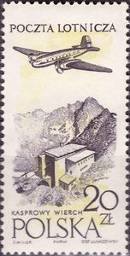 POCZTA LOTNICZA
KASPROWY WIERCH
20
ZŁ
POLSKA